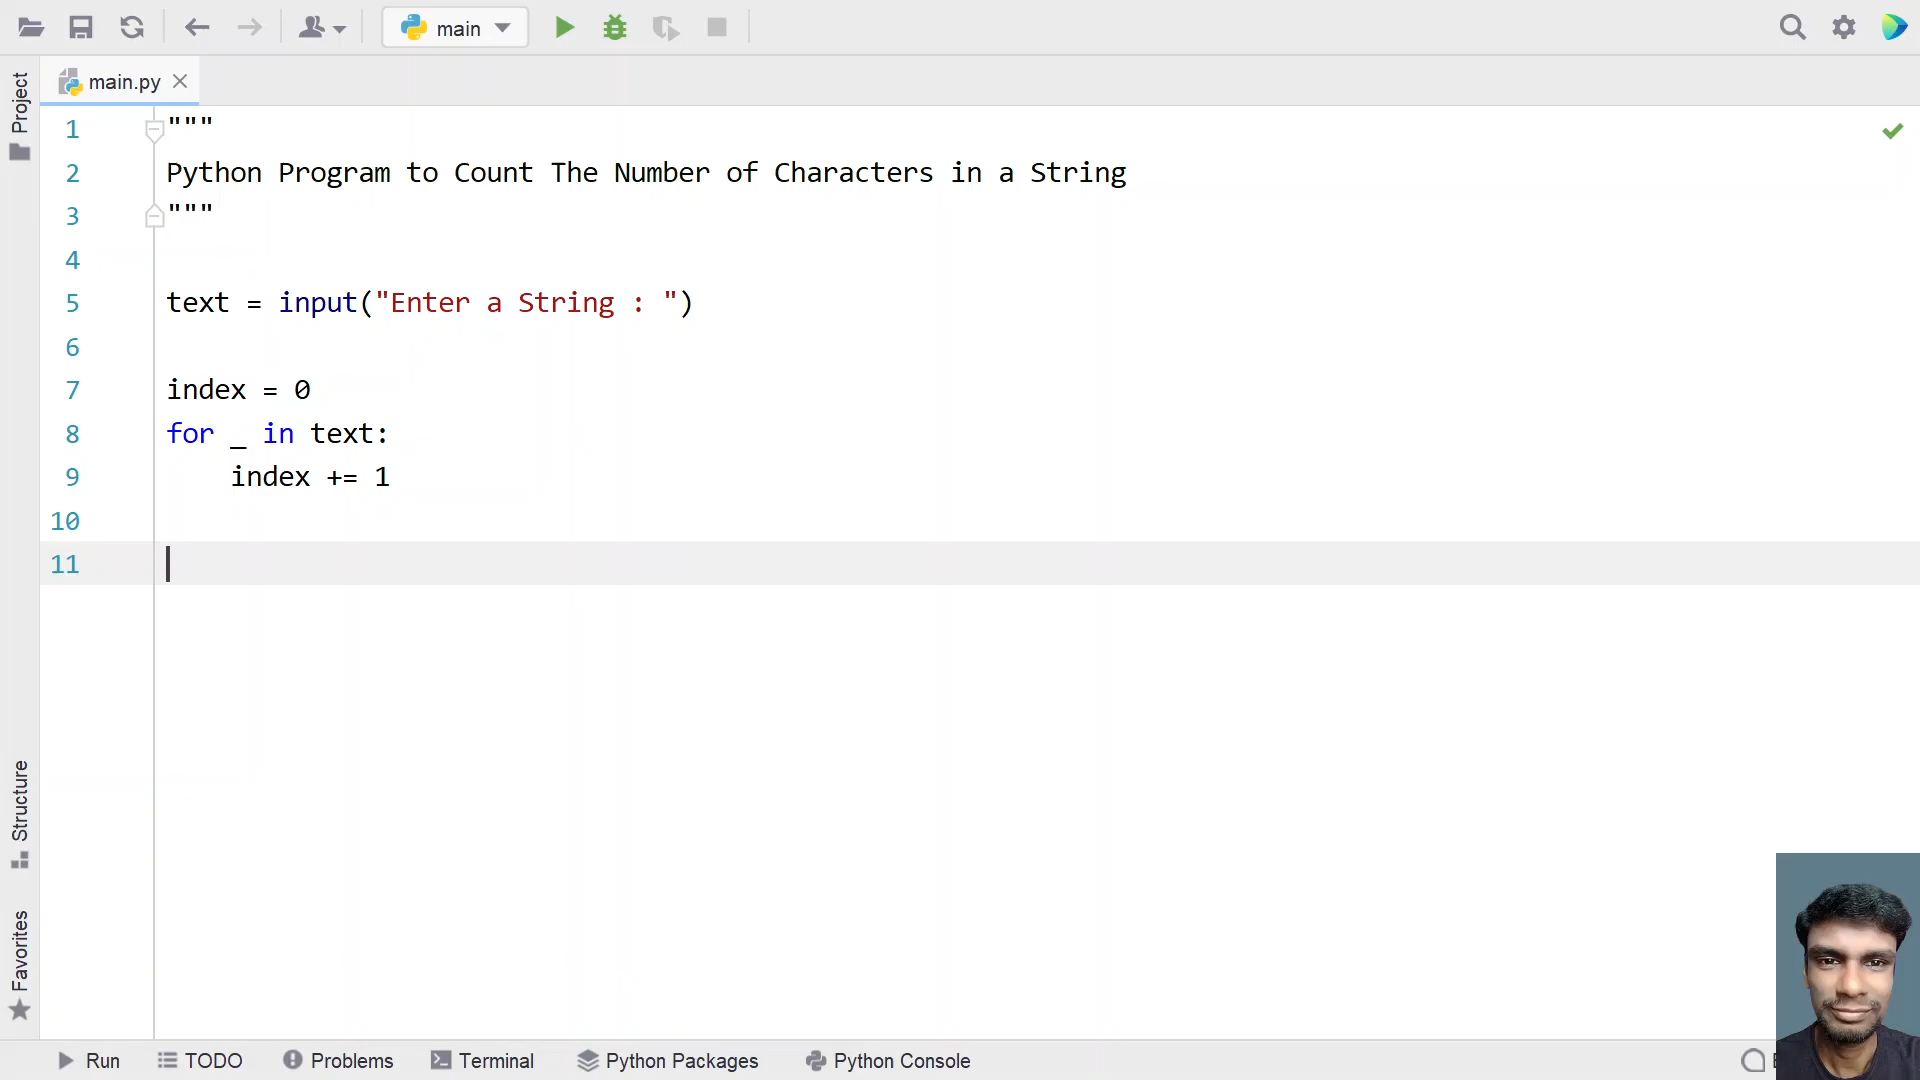 main
main.py
Project
1 """
2 Python Program to Count The Number of Characters in a String
3 """
4
5 text = input("Enter a String : ")
6
7 index = 0
8 for _ in text:
9     index += 1
10
11
Structure
Favorites
Run TODO Problems Terminal Python Packages Python Console